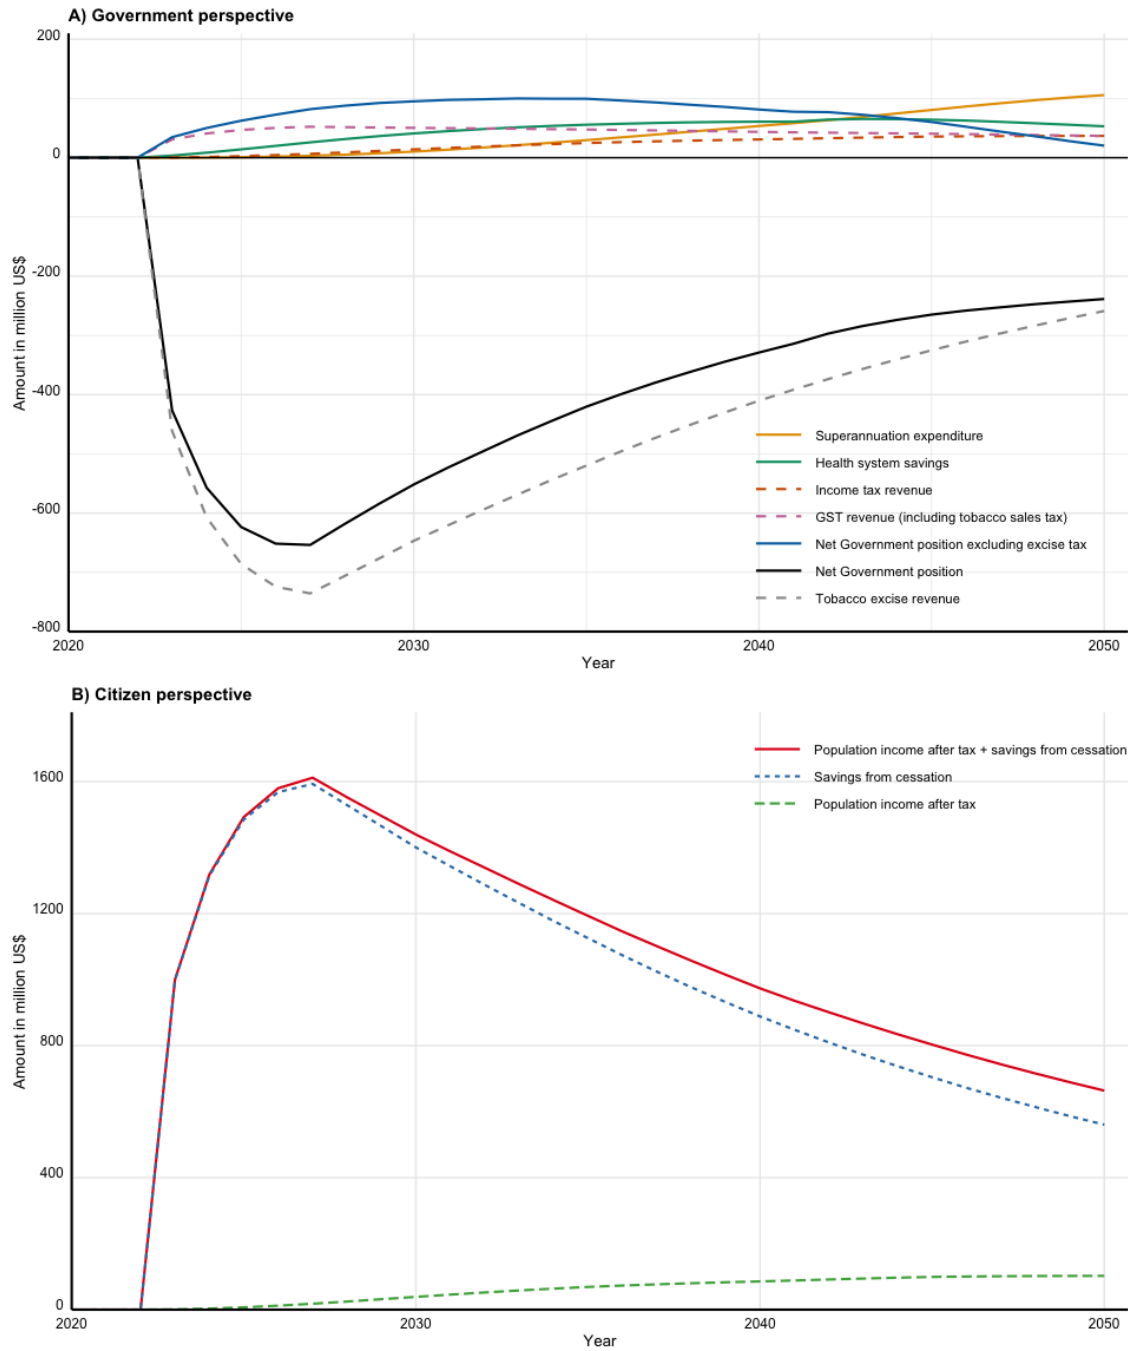 A) Government perspective
200
0
-200
-400
-600
-800
Amount in million US$
Superannuation expenditure
Health system savings
Income tax revenue
GST revenue (including tobacco sales tax)
Net Government position excluding excise tax
Net Government position
Tobacco excise revenue
2020
2030
2040
2050
Year
B) Citizen perspective
1600
1200
800
400
0
Amount in million US$
Population income after tax + savings from cessation
Savings from cessation
Population income after tax
2020
2030
2040
2050
Year